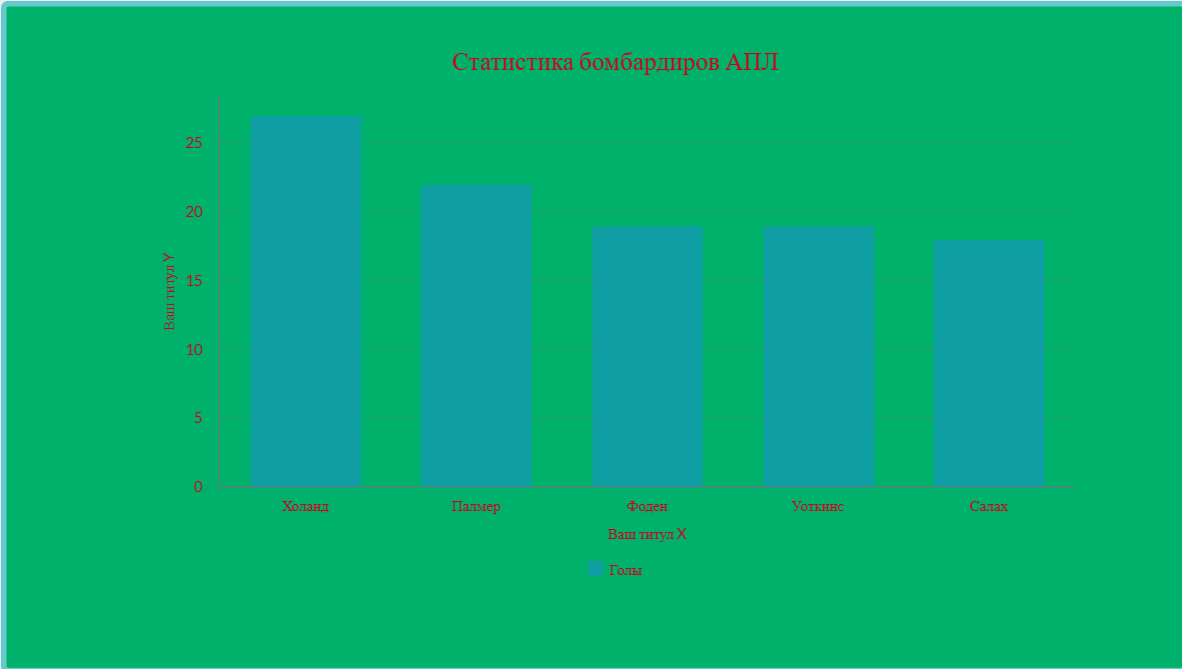 Статистика бомбардиров АПЛ
25
20
15
10
5
0
Ваш титул Y
Холанд Палмер Фоден Уоткинс Салах
Ваш титул X
Голы